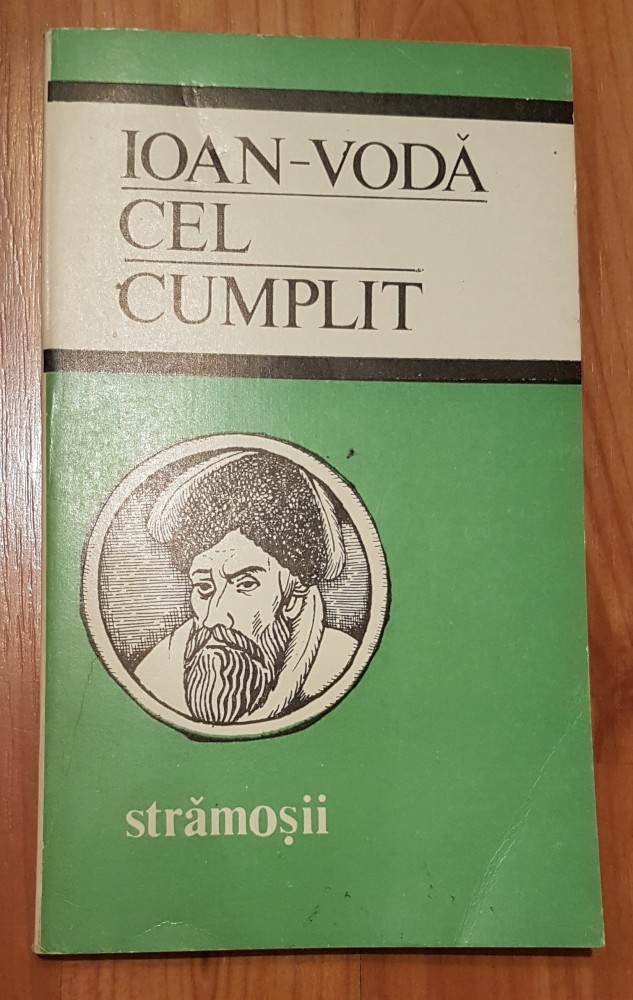 IOAN-VODĂ
CEL
CUMPLIT
strămoșii